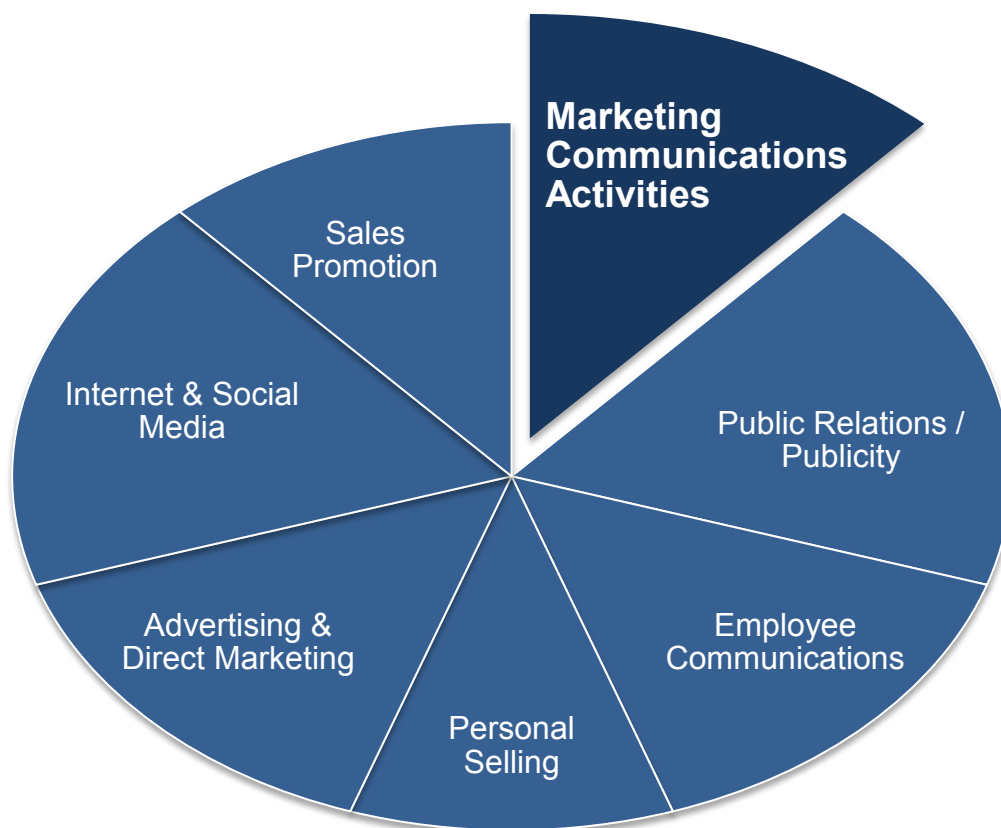 Marketing
Communications
Activities
Sales
Promotion
Internet & Social
Media
Public Relations /
Publicity
Advertising &
Direct Marketing
Employee
Communications
Personal
Selling